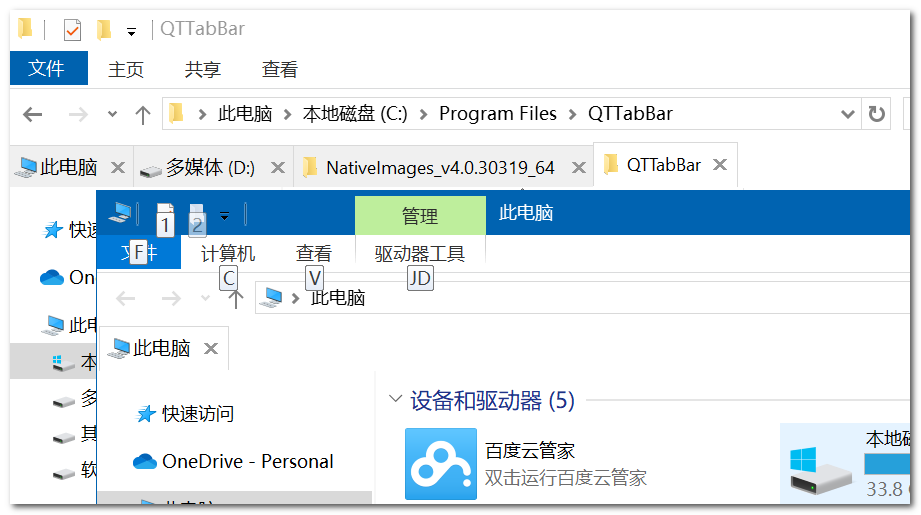 QTTabBar
文件 主页 共享 查看
此电脑 本地磁盘 (C:) Program Files QTTabBar
此电脑 多媒体 (D:) NativeImages_v4.0.30319_64 QTTabBar
1 2 管理 此电脑
快速
F 计算机 查看 驱动器工具
C V JD
On
此电脑
此电
此电脑
本
设备和驱动器 (5)
多
快速访问
其
百度云管家
本地磁
OneDrive - Personal
软
双击运行百度云管家
33.8